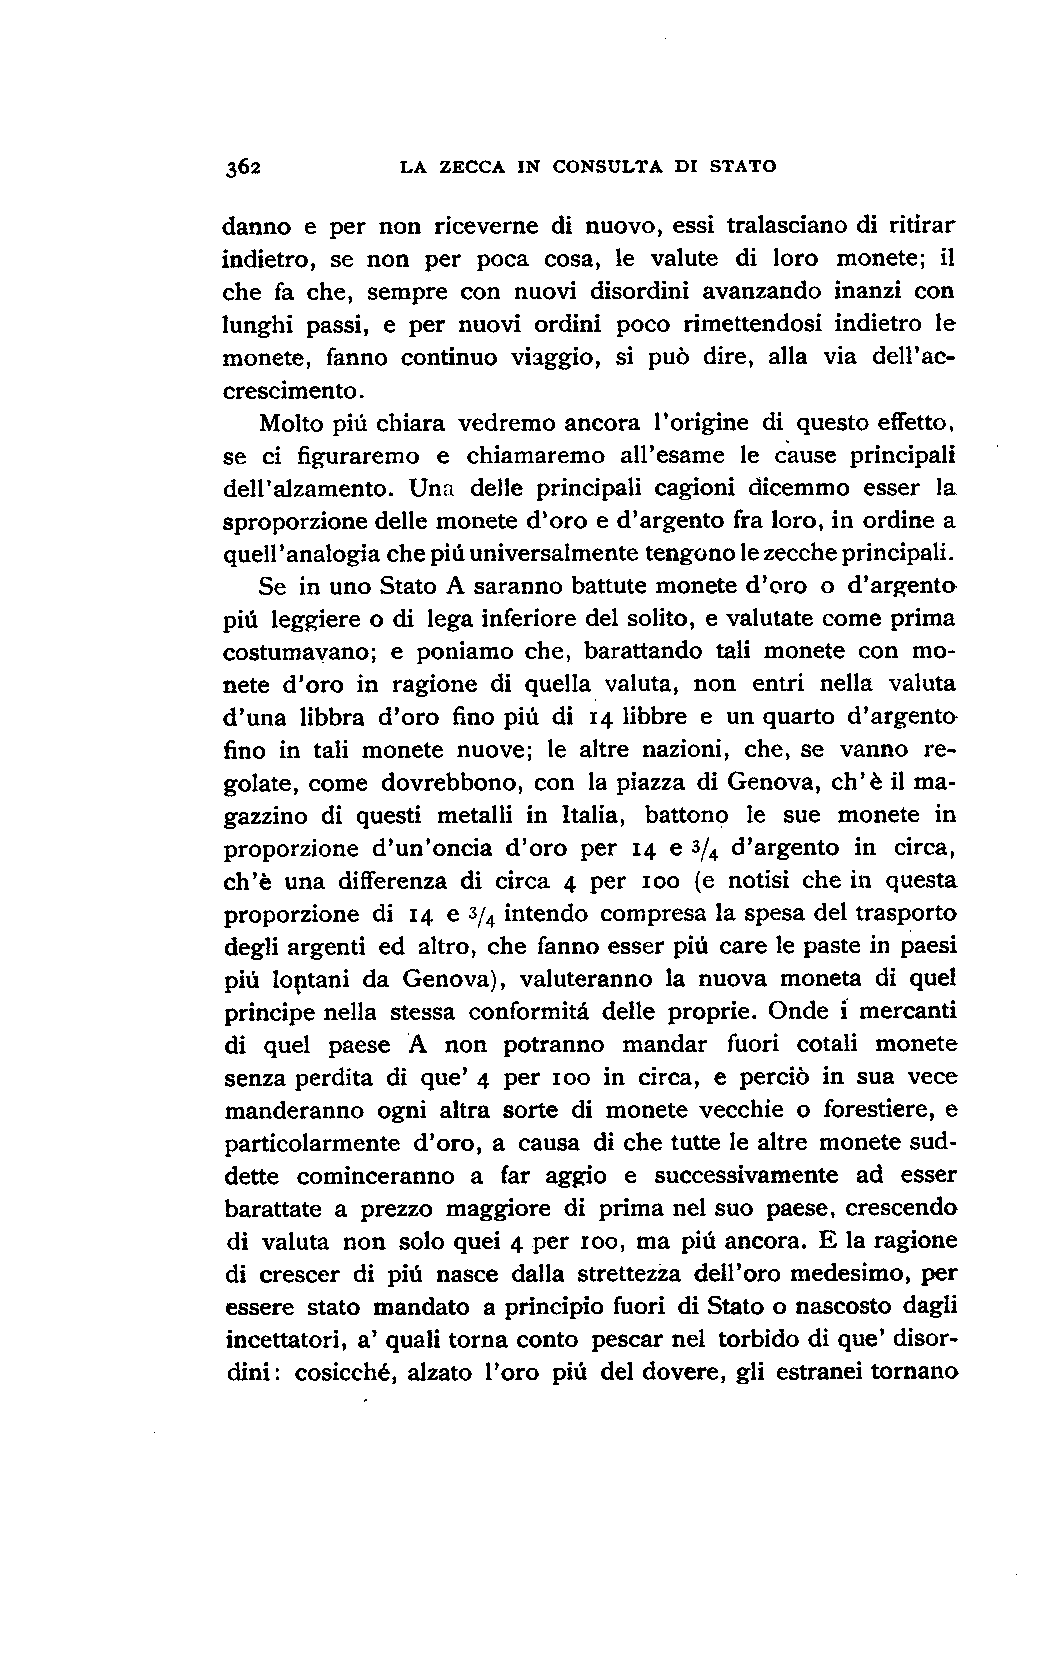 362 LA ZECCA IN CONSULTA DI STATO
danno e per non riceverne di nuovo, essi tralasciano di ritirar
indietro, se non per poca cosa, le valute di loro monete; il
che fa che, sempre con nuovi disordini avanzando inanzi con
lunghi passi, e per nuovi ordini poco rimettendosi indietro le
monete, fanno continuo viaggio, si può dire, alla via dell'ac-
crescimento.
Molto piú chiara vedremo ancora l'origine di questo effetto,
se ci figuraremo e chiamaremo all'esame le cause principali
dell'alzamento. Una delle principali cagioni dicemmo esser la
sproporzione delle monete d'oro e d'argento fra loro, in ordine a
quell'analogia che piú universalmente tengono le zecche principali.
Se in uno Stato A saranno battute monete d'oro o d'argento
piú leggiere o di lega inferiore del solito, e valutate come prima
costumavano; e poniamo che, barattando tali monete con mo-
nete d'oro in ragione di quella valuta, non entri nella valuta
d'una libbra d'oro fino piú di 14 libbre e un quarto d'argento
fino in tali monete nuove; le altre nazioni, che, se vanno re-
golate, come dovrebbono, con la piazza di Genova, ch'è il ma-
gazzino di questi metalli in Italia, battono le sue monete in
proporzione d'un'oncia d'oro per 14 e 3/4 d'argento in circa,
ch'è una differenza di circa 4 per 100 (e notisi che in questa
proporzione di 14 e 3/4 intendo compresa la spesa del trasporto
degli argenti ed altro, che fanno esser piú care le paste in paesi
piú lontani da Genova), valuteranno la nuova moneta di quel
principe nella stessa conformitá delle proprie. Onde i mercanti
di quel paese A non potranno mandar fuori cotali monete
senza perdita di que' 4 per 100 in circa, e perciò in sua vece
manderanno ogni altra sorte di monete vecchie o forestiere, e
particolarmente d'oro, a causa di che tutte le altre monete sud-
dette cominceranno a far aggio e successivamente ad esser
barattate a prezzo maggiore di prima nel suo paese, crescendo
di valuta non solo quei 4 per 100, ma piú ancora. E la ragione
di crescer di piú nasce dalla strettezza dell'oro medesimo, per
essere stato mandato a principio fuori di Stato o nascosto dagli
incettatori, a' quali torna conto pescar nel torbido di que' disor-
dini: cosicché, alzato l'oro piú del dovere, gli estranei tornano